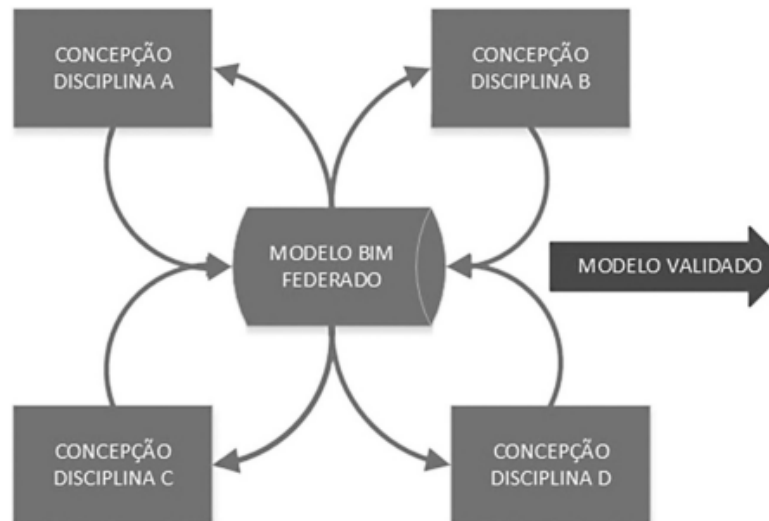 CONCEPÇÃO
DISCIPLINA A
CONCEPÇÃO
DISCIPLINA B
MODELO BIM
FEDERADO
MODELO VALIDADO
CONCEPÇÃO
DISCIPLINA C
CONCEPÇÃO
DISCIPLINA D